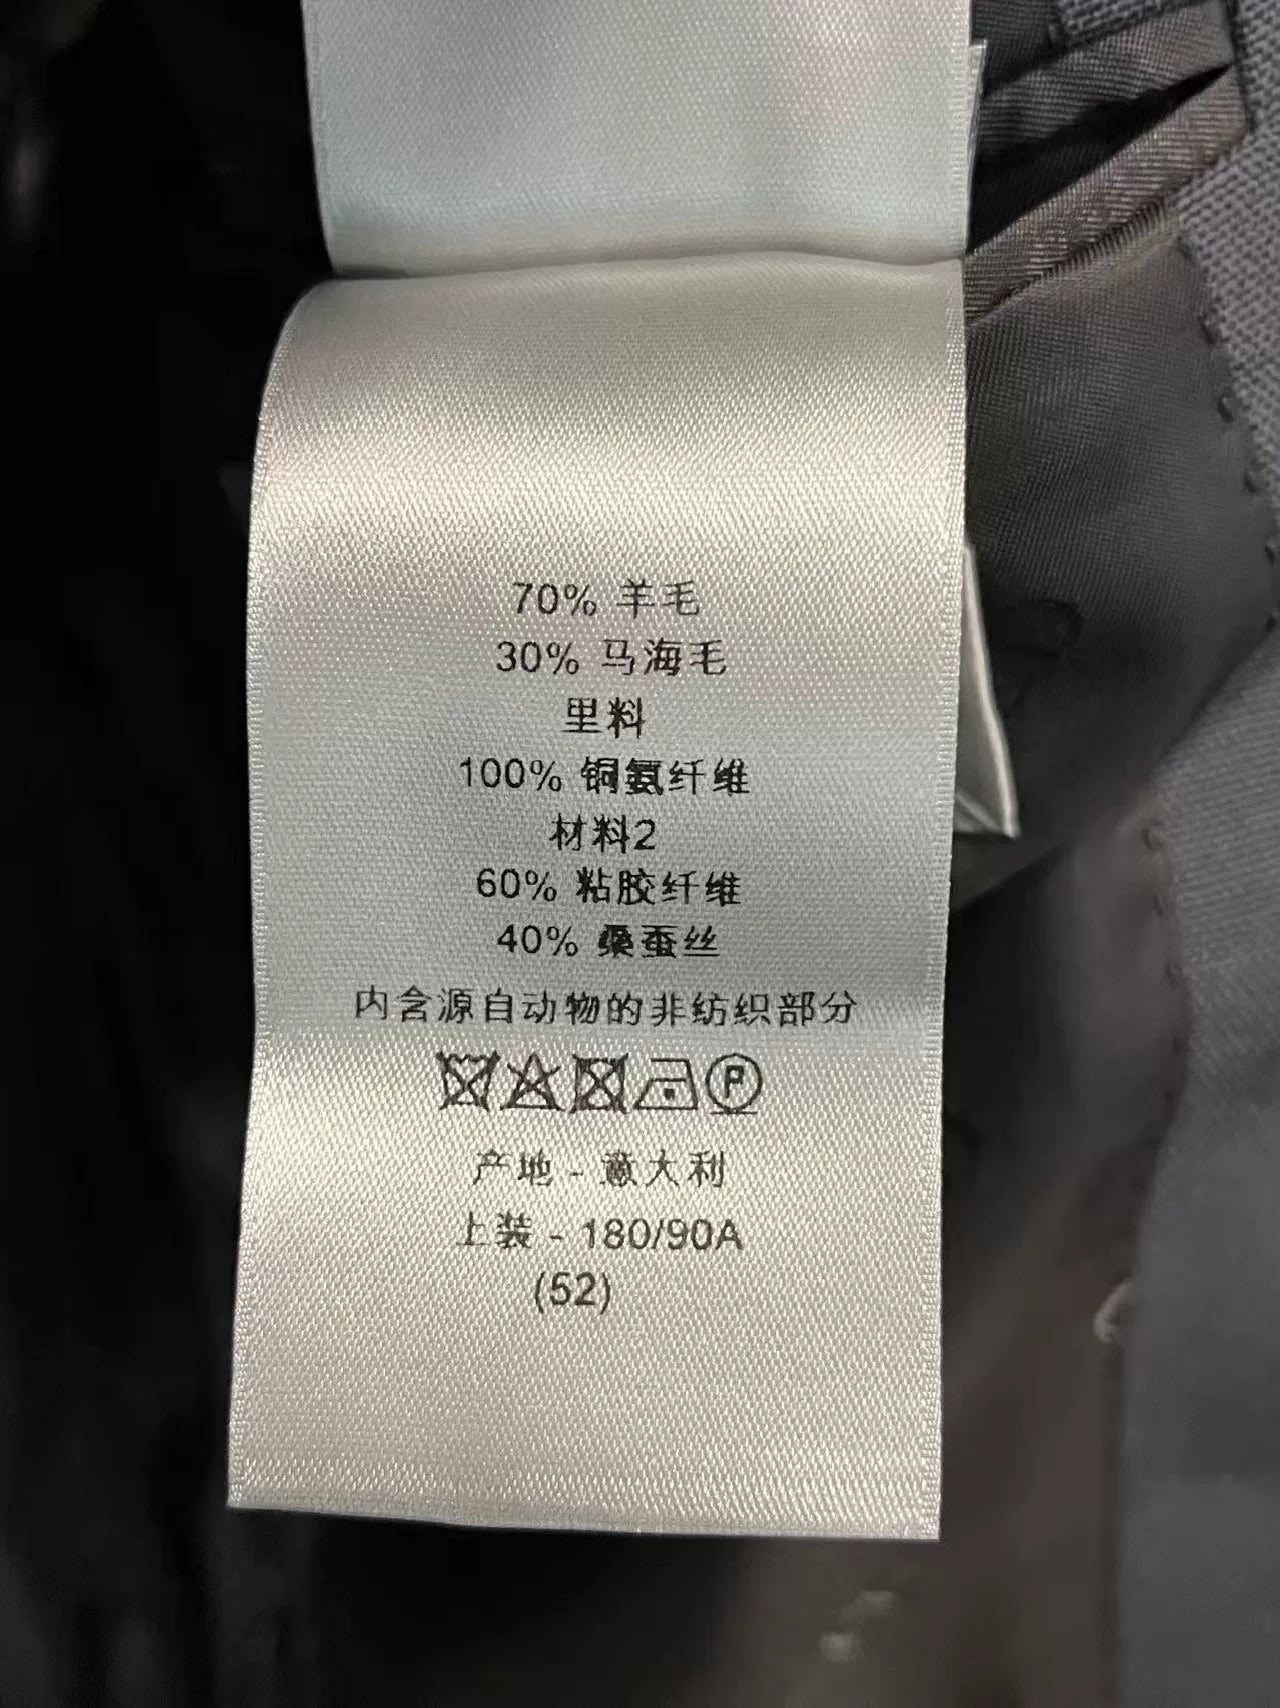 70% 羊毛
30% 马海毛
里料
100% 铜氨纤维
材料2
60% 粘胶纤维
40% 桑蚕丝
内含源自动物的非纺织部分
P
产地 - 意大利
上装 - 180/90A
(52)